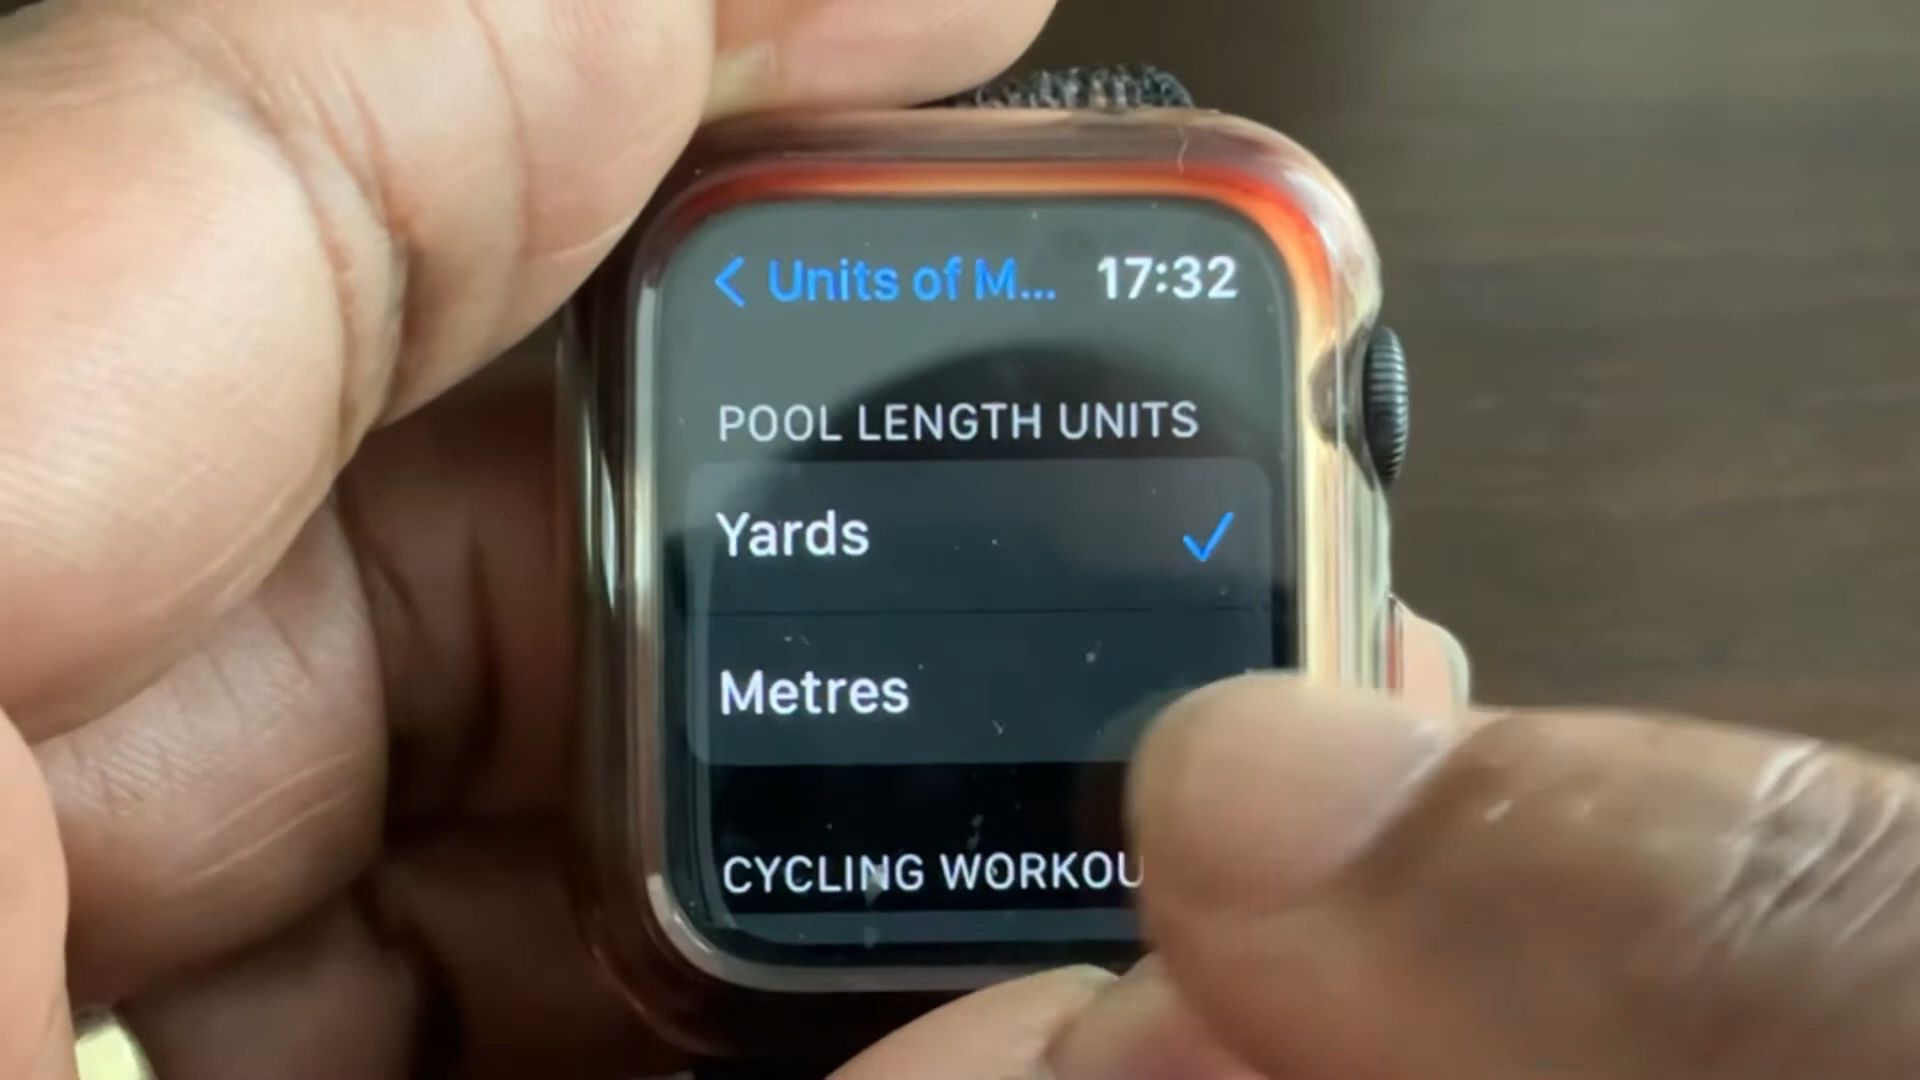 Units of M... 17:32
POOL LENGTH UNITS
Yards
Metres
CYCLING WORKOU